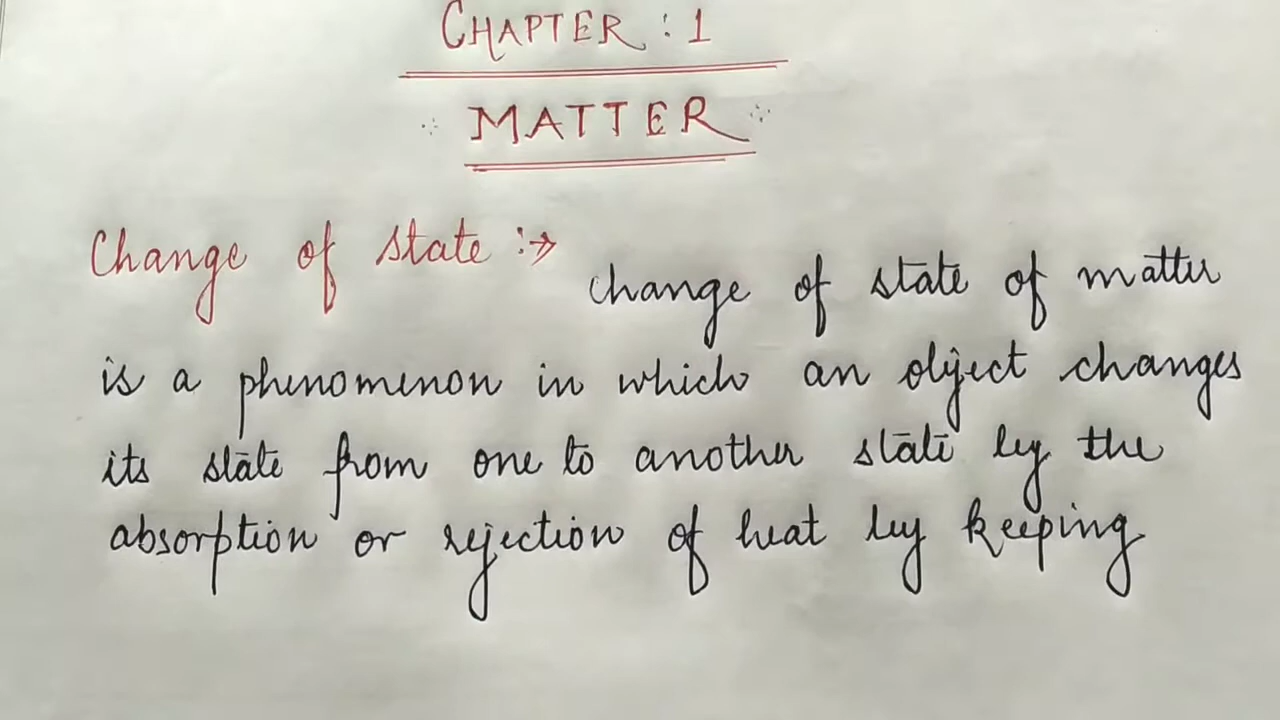 CHAPTER : 1
MATTER
Change of state :→ change of state of matter
is a phenomenon in which an object changes
its state from one to another state by the
absorption or rejection of heat by keeping